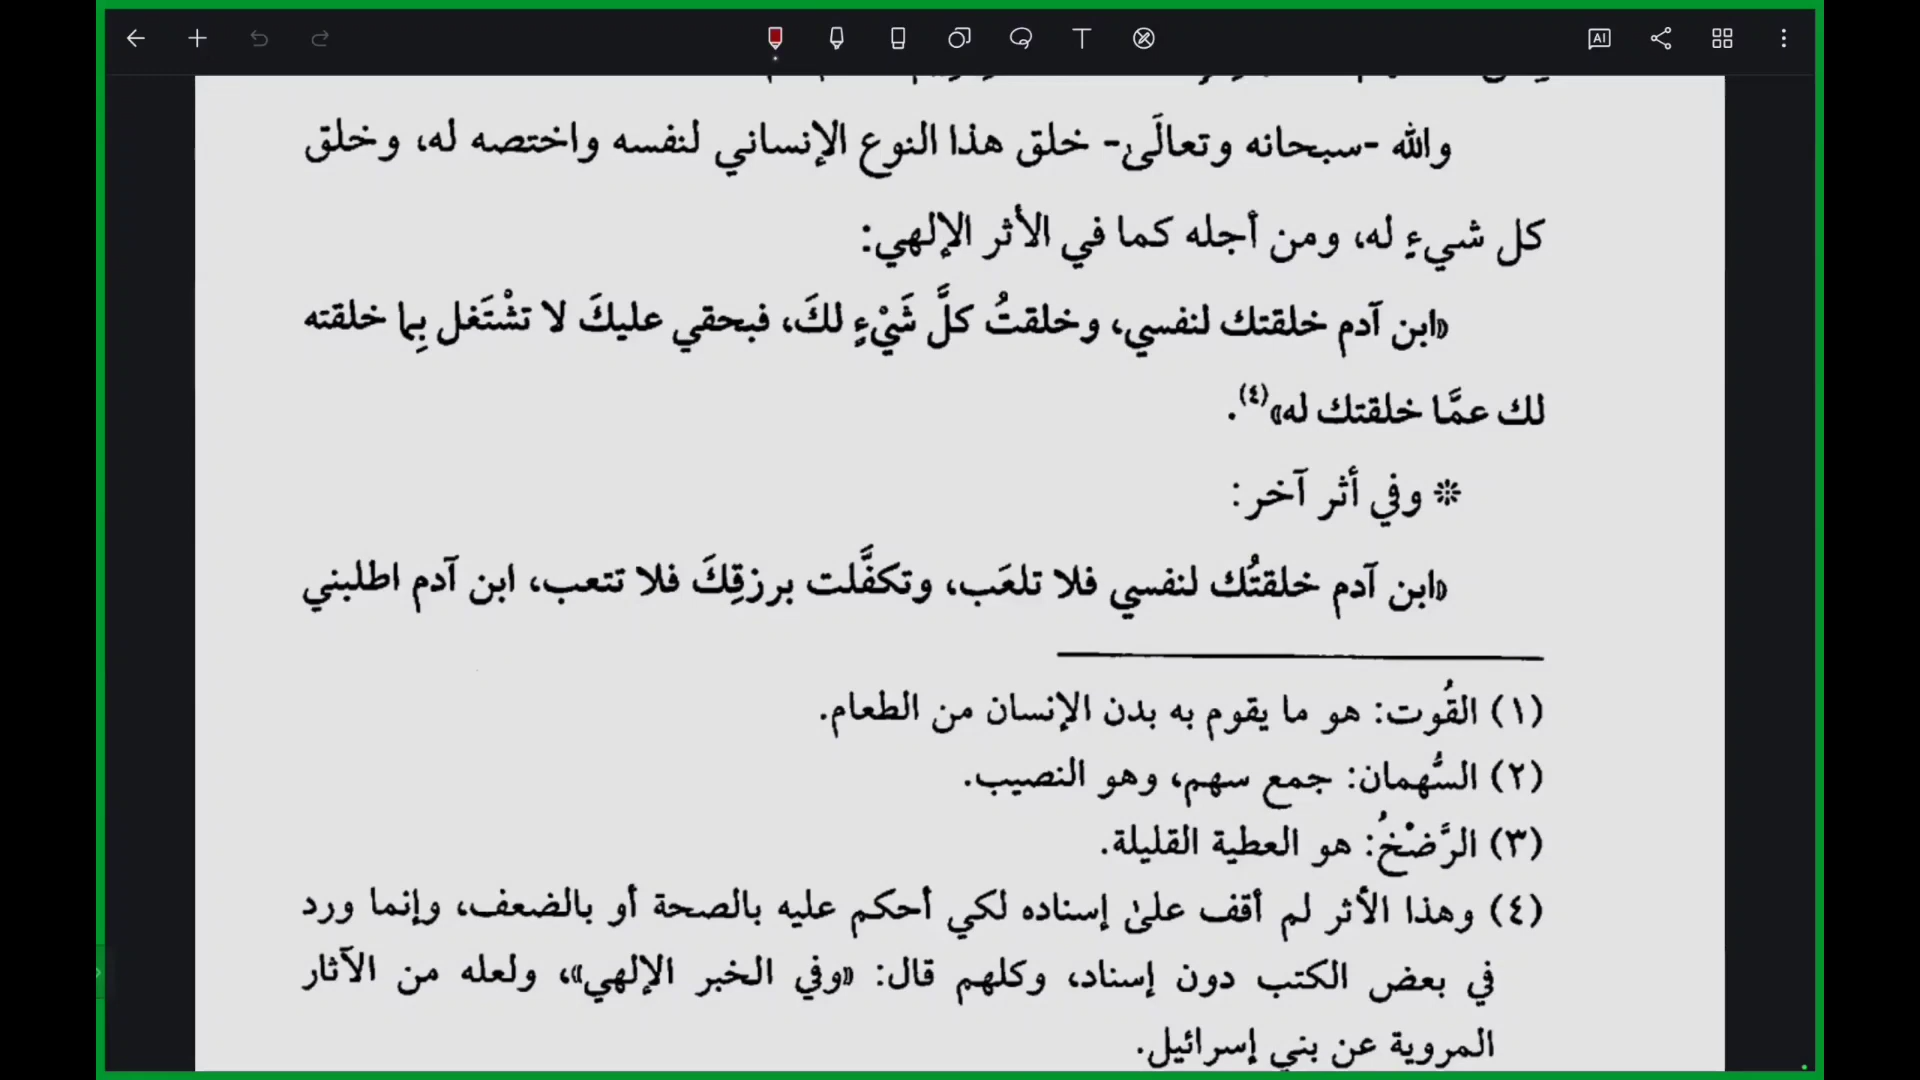 والله -سبحانه وتعالَى- خلق هذا النوع الإنساني لنفسه واختصه له، وخلق
كل شيءٍ له، ومن أجله كما في الأثر الإلهي:
«ابن آدم خلقتك لنفسي، وخلقتُ كلَّ شَيْءٍ لكَ، فبحقي عليكَ لا تشْتَغل بِما خلقته
لك عمَّا خلقتك له»(٤).
❊ وفي أثر آخر:
«ابن آدم خلقتُك لنفسي فلا تلعَب، وتكفَّلت برزقِكَ فلا تتعب، ابن آدم اطلبني
(١) القُوت: هو ما يقوم به بدن الإنسان من الطعام.
(٢) السُّهمان: جمع سهم، وهو النصيب.
(٣) الرَّضْخُ: هو العطية القليلة.
(٤) وهذا الأثر لم أقف علىٰ إسناده لكي أحكم عليه بالصحة أو بالضعف، وإنما ورد
في بعض الكتب دون إسناد، وكلهم قال: «وفي الخبر الإلهي»، ولعله من الآثار
المروية عن بني إسرائيل.